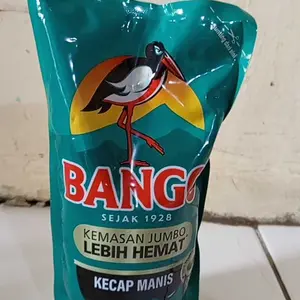 BANGO
SEJAK 1928
KEMASAN JUMBO
LEBIH HEMAT
KECAP MANIS